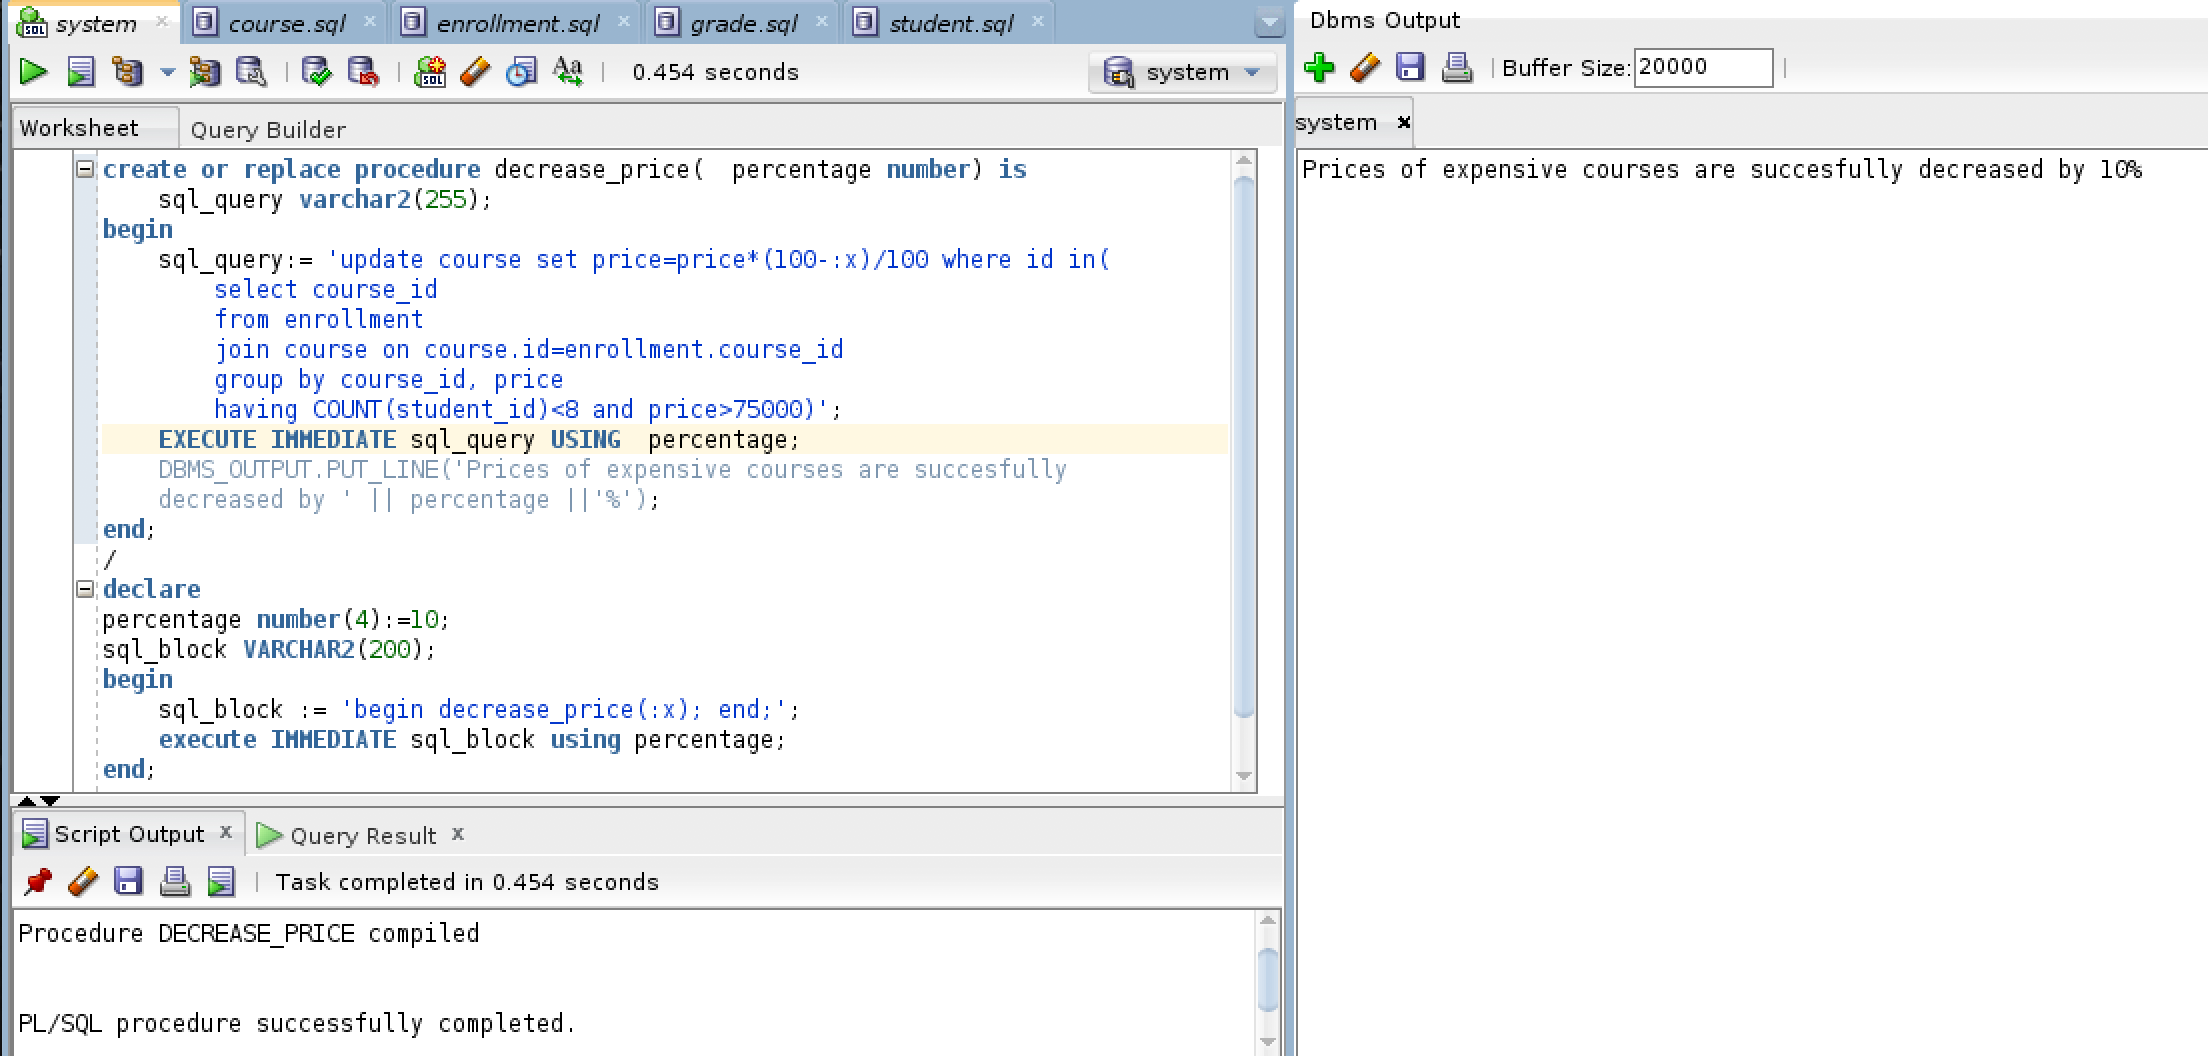 system
course.sql
enrollment.sql
grade.sql
student.sql
0.454 seconds
system
Worksheet
Query Builder
create or replace procedure decrease_price(  percentage number) is
    sql_query varchar2(255);
begin
    sql_query:= 'update course set price=price*(100-:x)/100 where id in(
        select course_id
        from enrollment
        join course on course.id=enrollment.course_id
        group by course_id, price
        having COUNT(student_id)<8 and price>75000)';
    EXECUTE IMMEDIATE sql_query USING  percentage;
    DBMS_OUTPUT.PUT_LINE('Prices of expensive courses are succesfully
    decreased by ' || percentage ||'%');
end;
/
declare
percentage number(4):=10;
sql_block VARCHAR2(200);
begin
    sql_block := 'begin decrease_price(:x); end;';
    execute IMMEDIATE sql_block using percentage;
end;
Script Output
Query Result
Task completed in 0.454 seconds
Procedure DECREASE_PRICE compiled
PL/SQL procedure successfully completed.
Dbms Output
Buffer Size: 20000
system
Prices of expensive courses are succesfully decreased by 10%